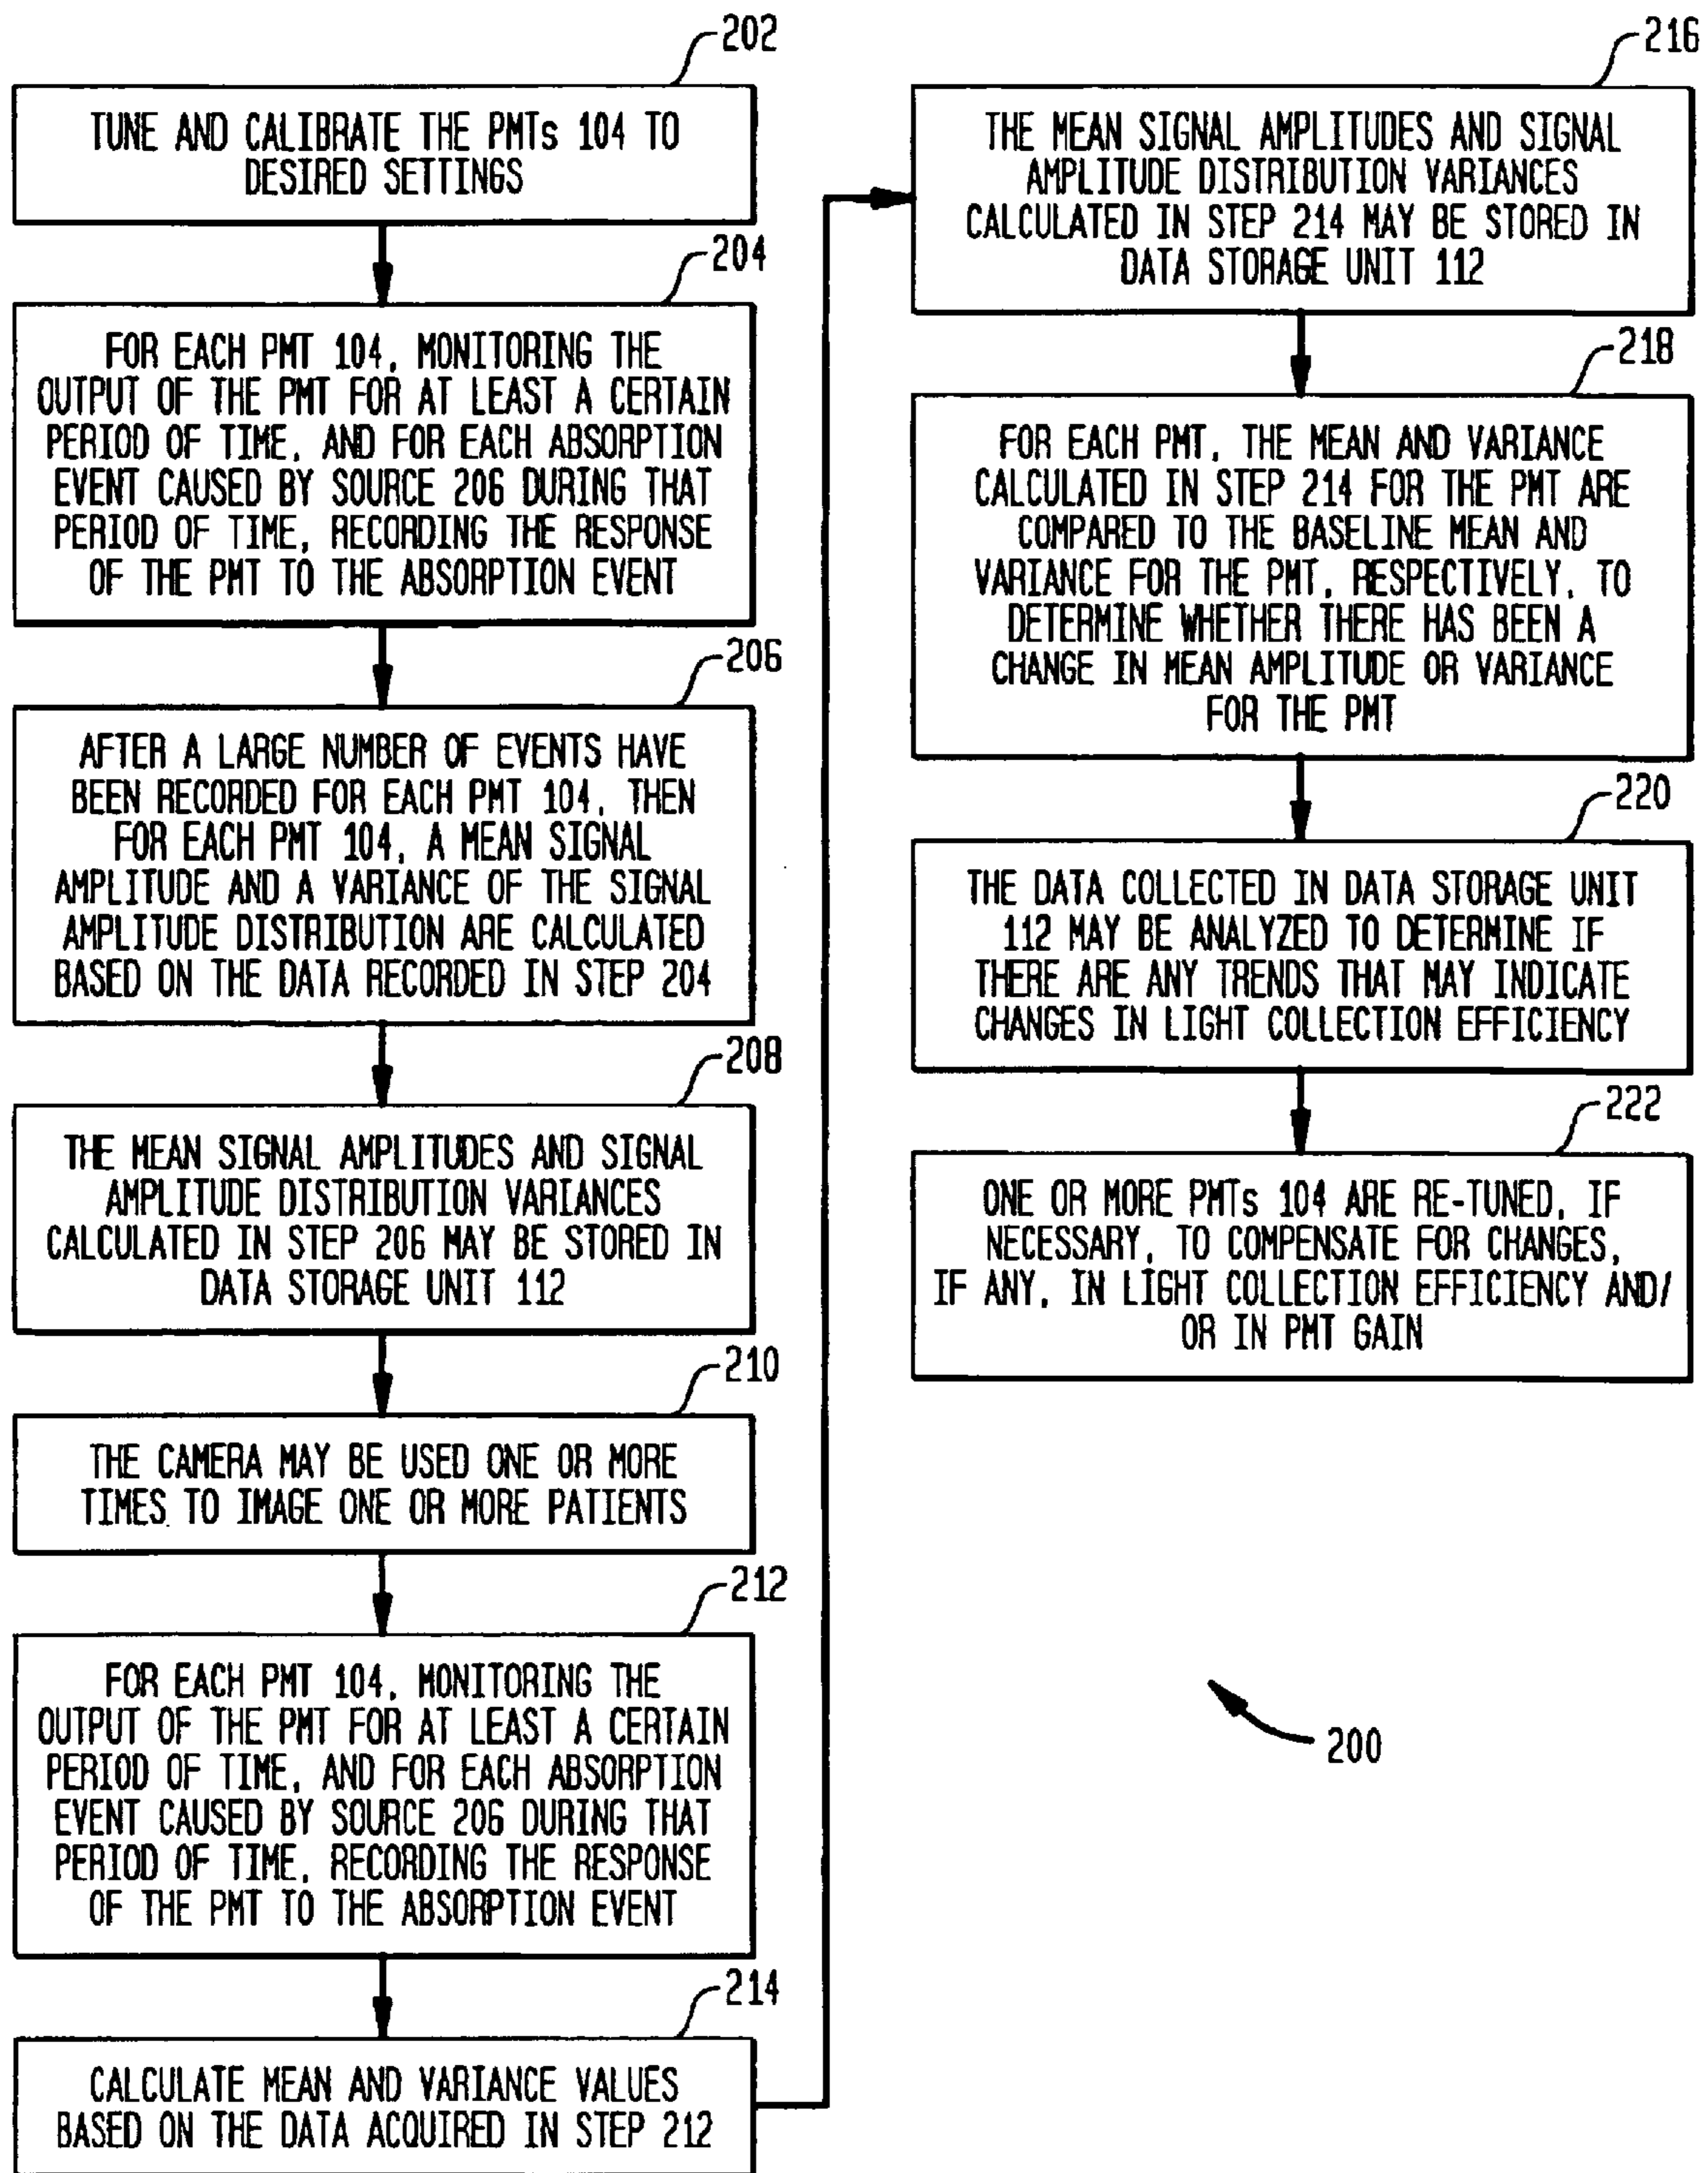 202
TUNE AND CALIBRATE THE PMTs 104 TO
DESIRED SETTINGS
204
FOR EACH PMT 104, MONITORING THE
OUTPUT OF THE PMT FOR AT LEAST A CERTAIN
PERIOD OF TIME, AND FOR EACH ABSORPTION
EVENT CAUSED BY SOURCE 206 DURING THAT
PERIOD OF TIME, RECORDING THE RESPONSE
OF THE PMT TO THE ABSORPTION EVENT
206
AFTER A LARGE NUMBER OF EVENTS HAVE
BEEN RECORDED FOR EACH PMT 104, THEN
FOR EACH PMT 104, A MEAN SIGNAL
AMPLITUDE AND A VARIANCE OF THE SIGNAL
AMPLITUDE DISTRIBUTION ARE CALCULATED
BASED ON THE DATA RECORDED IN STEP 204
208
THE MEAN SIGNAL AMPLITUDES AND SIGNAL
AMPLITUDE DISTRIBUTION VARIANCES
CALCULATED IN STEP 206 MAY BE STORED IN
DATA STORAGE UNIT 112
210
THE CAMERA MAY BE USED ONE OR MORE
TIMES TO IMAGE ONE OR MORE PATIENTS
212
FOR EACH PMT 104, MONITORING THE
OUTPUT OF THE PMT FOR AT LEAST A CERTAIN
PERIOD OF TIME, AND FOR EACH ABSORPTION
EVENT CAUSED BY SOURCE 206 DURING THAT
PERIOD OF TIME, RECORDING THE RESPONSE
OF THE PMT TO THE ABSORPTION EVENT
214
CALCULATE MEAN AND VARIANCE VALUES
BASED ON THE DATA ACQUIRED IN STEP 212
216
THE MEAN SIGNAL AMPLITUDES AND SIGNAL
AMPLITUDE DISTRIBUTION VARIANCES
CALCULATED IN STEP 214 MAY BE STORED IN
DATA STORAGE UNIT 112
218
FOR EACH PMT, THE MEAN AND VARIANCE
CALCULATED IN STEP 214 FOR THE PMT ARE
COMPARED TO THE BASELINE MEAN AND
VARIANCE FOR THE PMT, RESPECTIVELY, TO
DETERMINE WHETHER THERE HAS BEEN A
CHANGE IN MEAN AMPLITUDE OR VARIANCE
FOR THE PMT
220
THE DATA COLLECTED IN DATA STORAGE UNIT
112 MAY BE ANALYZED TO DETERMINE IF
THERE ARE ANY TRENDS THAT MAY INDICATE
CHANGES IN LIGHT COLLECTION EFFICIENCY
222
ONE OR MORE PMTs 104 ARE RE-TUNED, IF
NECESSARY, TO COMPENSATE FOR CHANGES,
IF ANY, IN LIGHT COLLECTION EFFICIENCY AND/
OR IN PMT GAIN
200